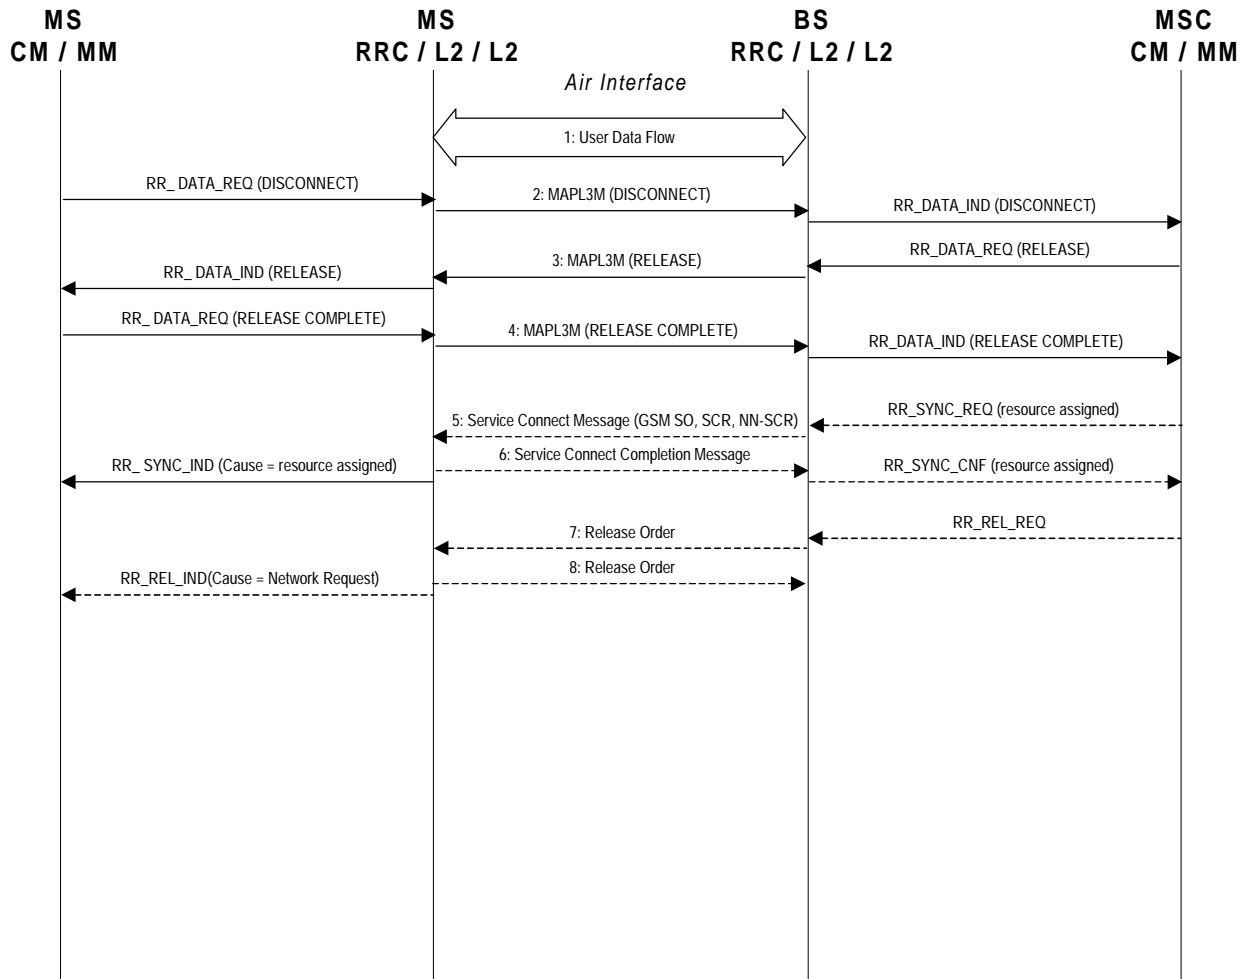 MS
CM / MM
MS
RRC / L2 / L2
BS
RRC / L2 / L2
MSC
CM / MM
Air Interface
1: User Data Flow
RR_ DATA_REQ (DISCONNECT)
2: MAPL3M (DISCONNECT)
RR_DATA_IND (DISCONNECT)
RR_DATA_REQ (RELEASE)
3: MAPL3M (RELEASE)
RR_ DATA_IND (RELEASE)
RR_ DATA_REQ (RELEASE COMPLETE)
4: MAPL3M (RELEASE COMPLETE)
RR_DATA_IND (RELEASE COMPLETE)
RR_SYNC_REQ (resource assigned)
5: Service Connect Message (GSM SO, SCR, NN-SCR)
6: Service Connect Completion Message
RR_ SYNC_IND (Cause = resource assigned)
RR_SYNC_CNF (resource assigned)
RR_REL_REQ
7: Release Order
8: Release Order
RR_REL_IND(Cause = Network Request)